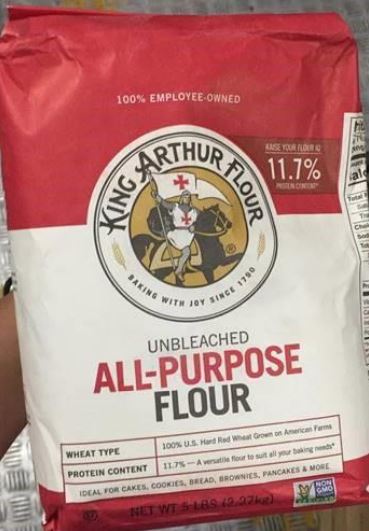 100% EMPLOYEE-OWNED
RAISE YOUR FLOUR IQ
11.7%
PROTEIN CONTENT*
KING ARTHUR FLOUR
BAKING WITH JOY SINCE 1790
®
UNBLEACHED
ALL-PURPOSE
FLOUR
WHEAT TYPE
100% U.S. Hard Red Wheat Grown on American Farms
PROTEIN CONTENT
11.7% — A versatile flour to suit all your baking needs*
IDEAL FOR CAKES, COOKIES, BREAD, BROWNIES, PANCAKES & MORE
NET WT 5 LBS (2.27kg)
NON
GMO
Total